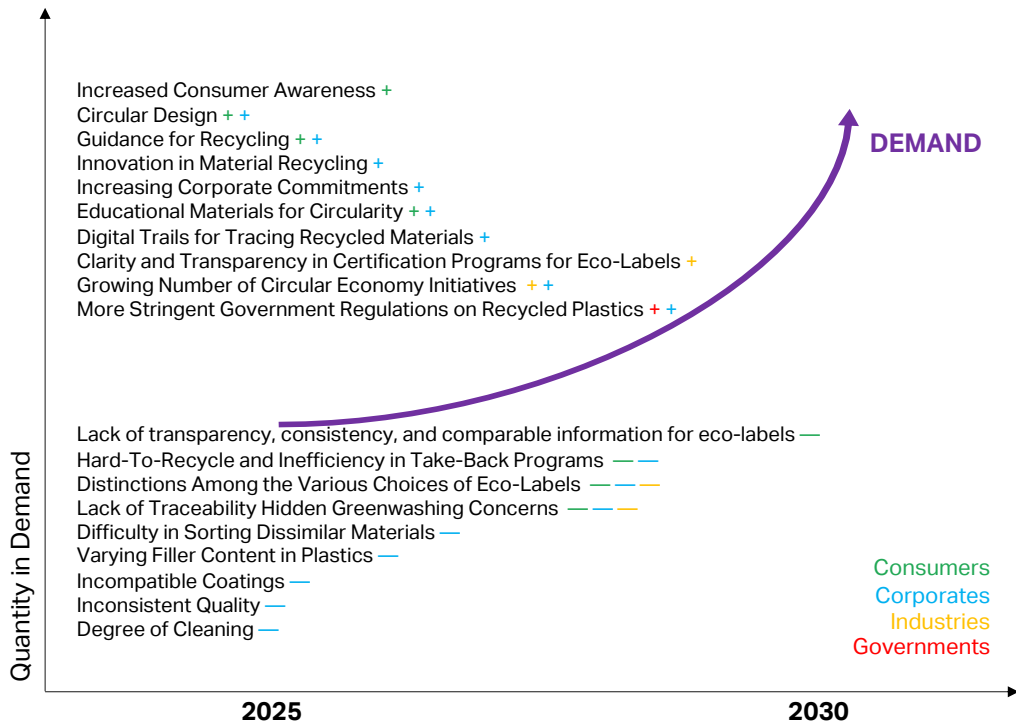 Increased Consumer Awareness +
Circular Design + +
Guidance for Recycling + +
Innovation in Material Recycling +
Increasing Corporate Commitments +
Educational Materials for Circularity + +
Digital Trails for Tracing Recycled Materials +
Clarity and Transparency in Certification Programs for Eco-Labels +
Growing Number of Circular Economy Initiatives + +
More Stringent Government Regulations on Recycled Plastics + +
DEMAND
Lack of transparency, consistency, and comparable information for eco-labels —
Hard-To-Recycle and Inefficiency in Take-Back Programs — —
Distinctions Among the Various Choices of Eco-Labels — — —
Lack of Traceability Hidden Greenwashing Concerns — — —
Difficulty in Sorting Dissimilar Materials —
Varying Filler Content in Plastics —
Incompatible Coatings —
Inconsistent Quality —
Degree of Cleaning —
Consumers
Corporates
Industries
Governments
Quantity in Demand
2025
2030